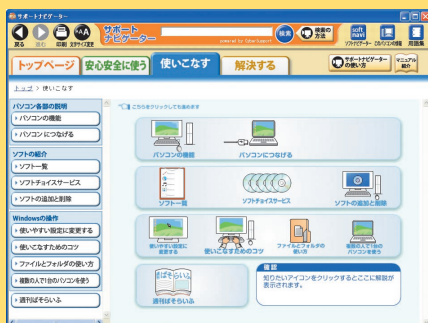 サポートナビゲーター
戻る 進む 印刷 文字サイズ変更
サポート
ナビゲーター
powered by CyberSupport
検索
検索の
方法
ソフトナビゲーター このパソコンの情報 用語集
トップページ 安心安全に使う 使いこなす 解決する
サポートナビゲーター
の使い方
マニュアル
紹介
トップ > 使いこなす
パソコン各部の説明
パソコンの機能
パソコンにつなげる
ソフトの紹介
ソフト一覧
ソフトチョイスサービス
ソフトの追加と削除
Windowsの操作
使いやすい設定に変更する
使いこなすためのコツ
ファイルとフォルダの使い方
複数の人で1台のパソコンを使う
週刊ぱそらいふ
こちらをクリックしても進めます
パソコンの機能
パソコンにつなげる
ソフト一覧
ソフトチョイスサービス
ソフトの追加と削除
使いやすい設定に
変更する
使いこなすためのコツ
ファイルとフォルダの
使い方
複数の人で1台の
パソコンを使う
ぱそらいふ
週刊ぱそらいふ
確認
知りたいアイコンをクリックするとここに解説が
表示されます。